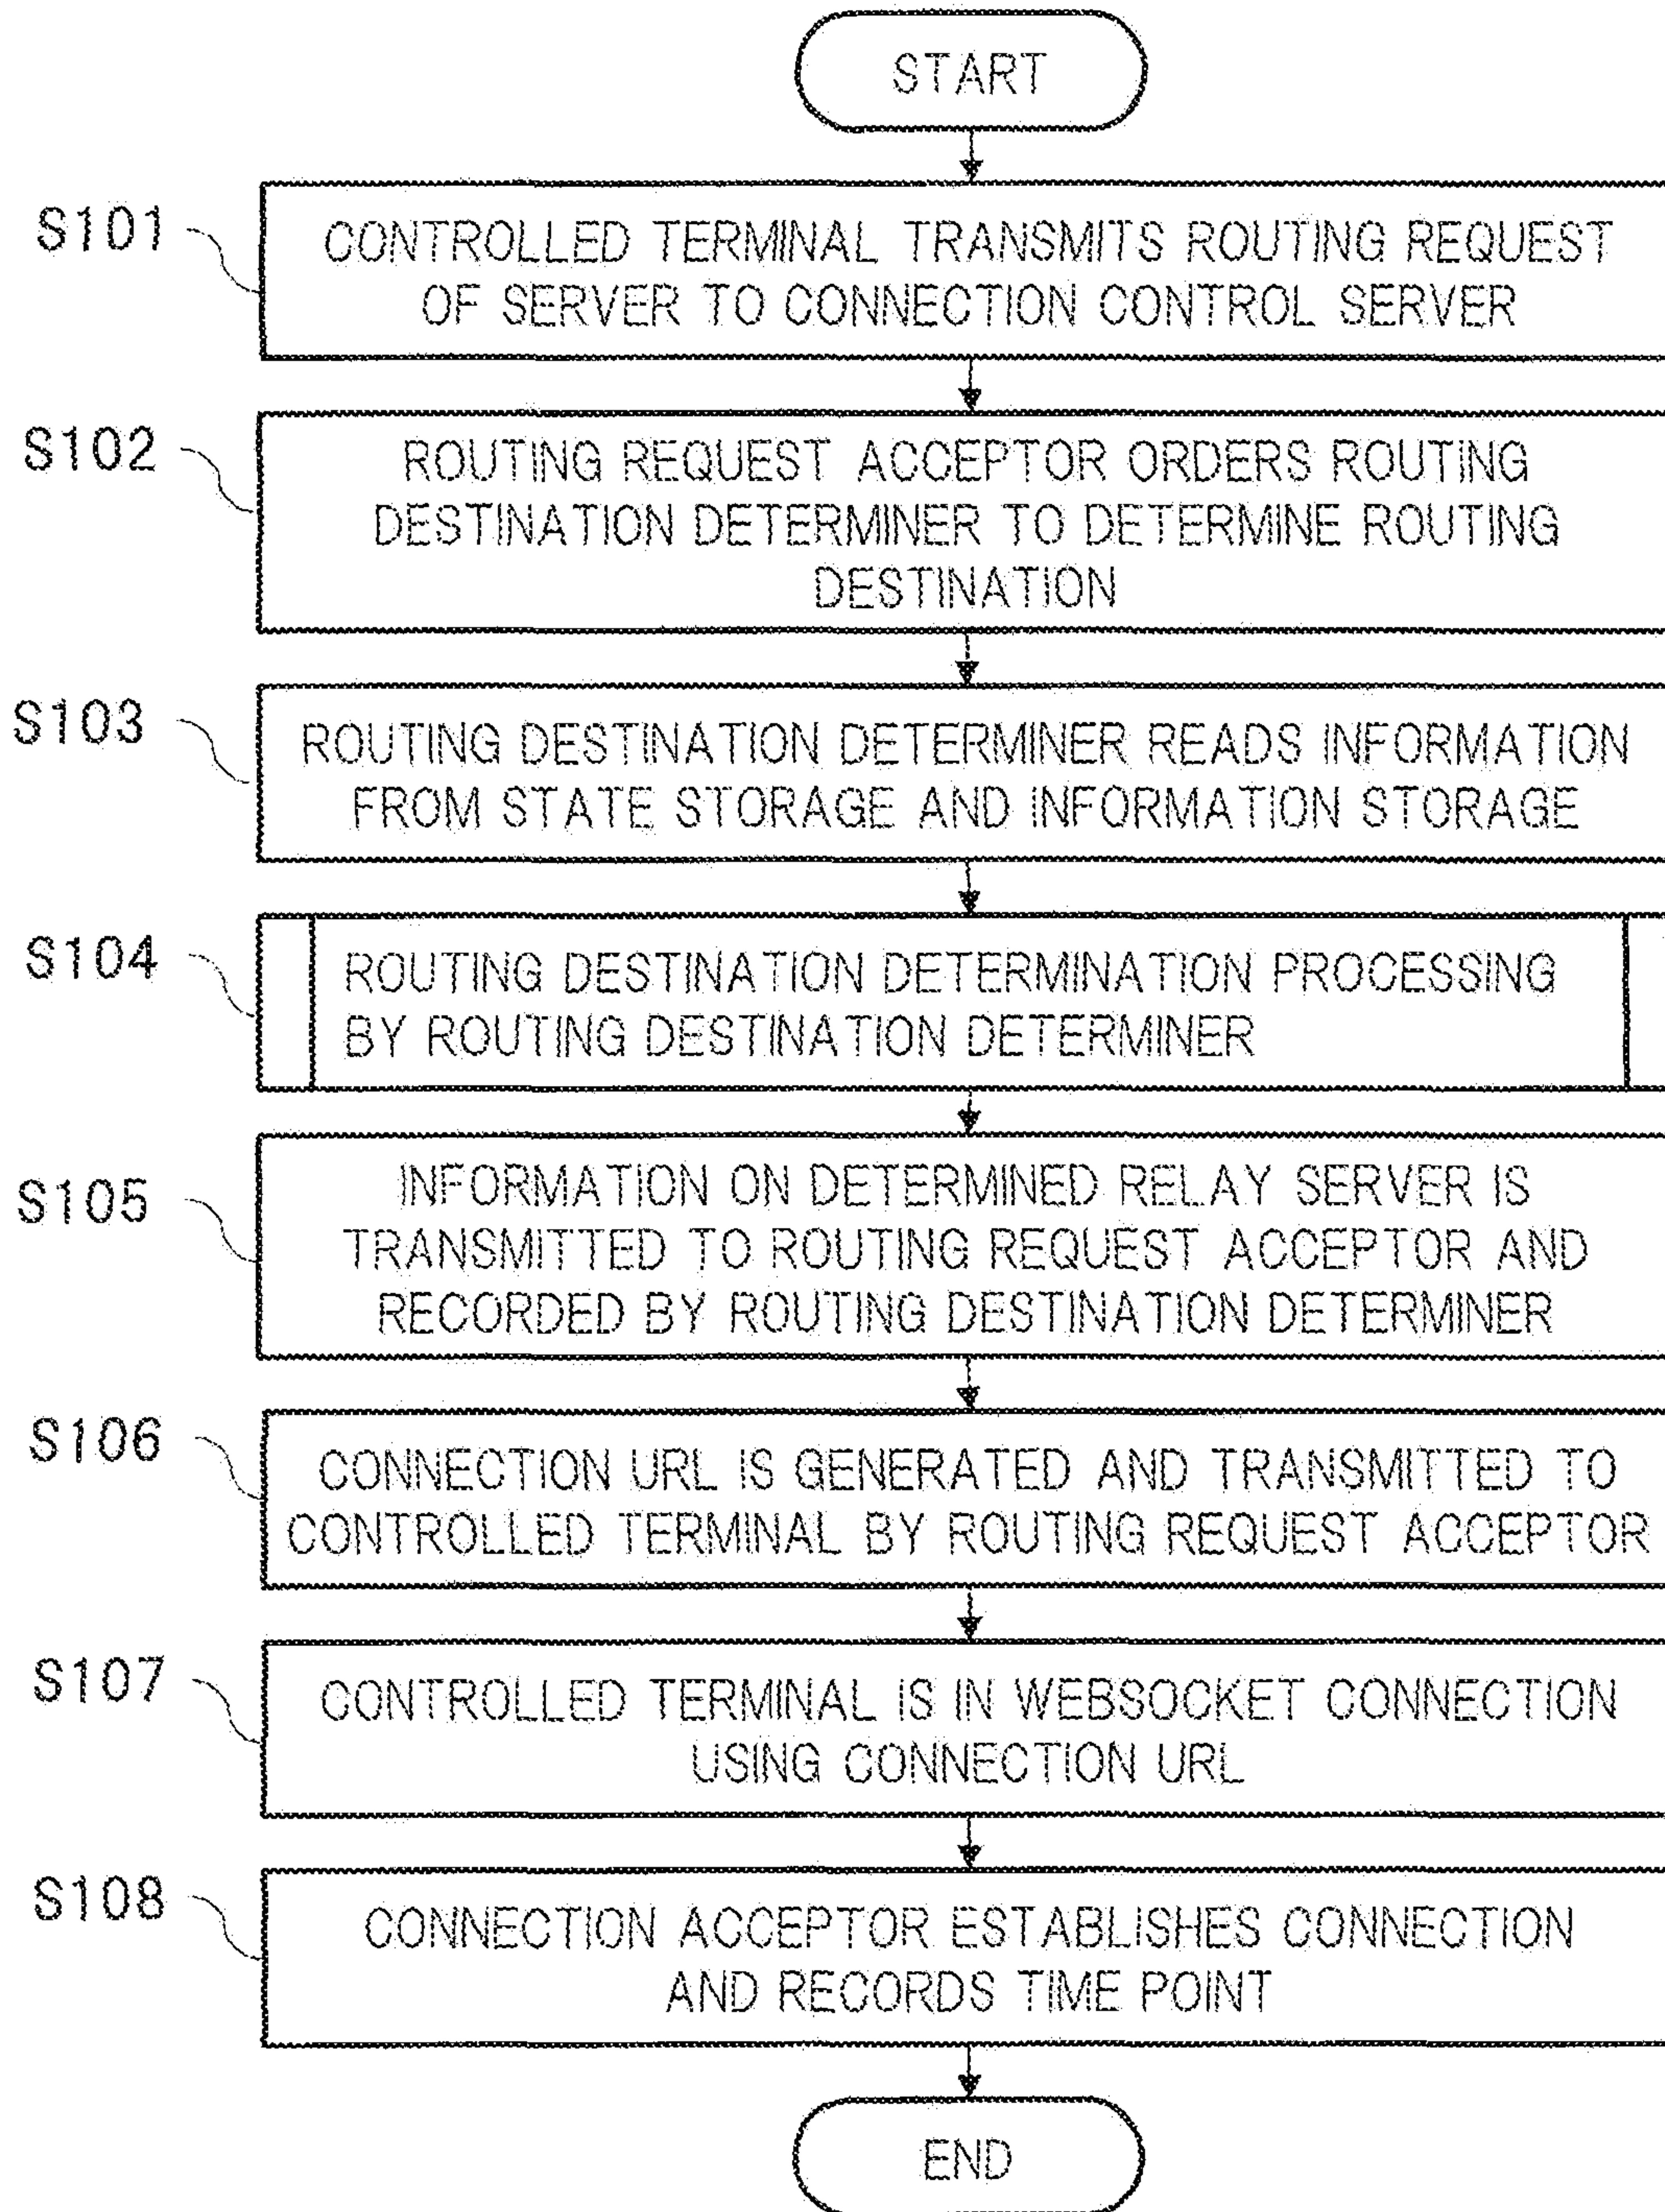 START
S101
CONTROLLED TERMINAL TRANSMITS ROUTING REQUEST
OF SERVER TO CONNECTION CONTROL SERVER
S102
ROUTING REQUEST ACCEPTOR ORDERS ROUTING
DESTINATION DETERMINER TO DETERMINE ROUTING
DESTINATION
S103
ROUTING DESTINATION DETERMINER READS INFORMATION
FROM STATE STORAGE AND INFORMATION STORAGE
S104
ROUTING DESTINATION DETERMINATION PROCESSING
BY ROUTING DESTINATION DETERMINER
S105
INFORMATION ON DETERMINED RELAY SERVER IS
TRANSMITTED TO ROUTING REQUEST ACCEPTOR AND
RECORDED BY ROUTING DESTINATION DETERMINER
S106
CONNECTION URL IS GENERATED AND TRANSMITTED TO
CONTROLLED TERMINAL BY ROUTING REQUEST ACCEPTOR
S107
CONTROLLED TERMINAL IS IN WEBSOCKET CONNECTION
USING CONNECTION URL
S108
CONNECTION ACCEPTOR ESTABLISHES CONNECTION
AND RECORDS TIME POINT
END